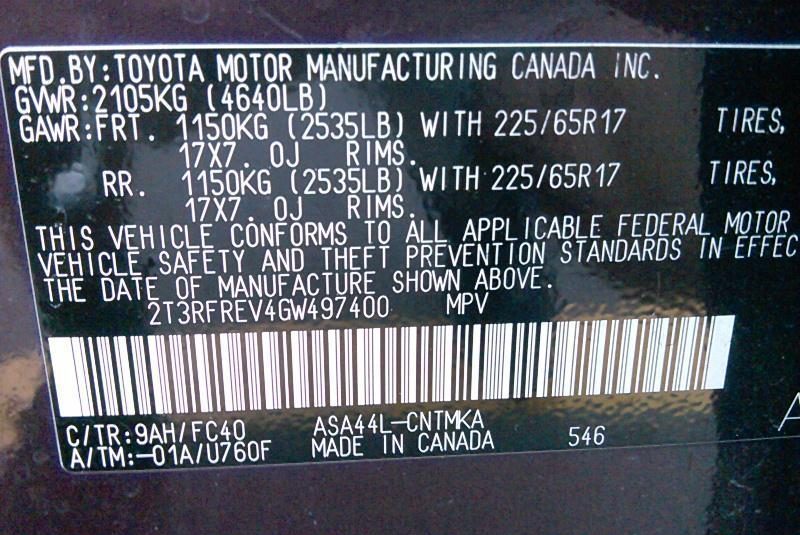 MFD.BY:TOYOTA MOTOR MANUFACTURING CANADA INC.
GVWR:2105KG (4640LB)
GAWR:FRT. 1150KG (2535LB) WITH 225/65R17 TIRES,
17X7. 0J RIMS.
RR. 1150KG (2535LB) WITH 225/65R17 TIRES,
17X7. 0J RIMS.
THIS VEHICLE CONFORMS TO ALL APPLICABLE FEDERAL MOTOR
VEHICLE SAFETY AND THEFT PREVENTION STANDARDS IN EFFEC
THE DATE OF MANUFACTURE SHOWN ABOVE.
2T3RFREV4GW497400 MPV
C/TR:9AH/FC40 ASA44L-CNTMKA
A/TM:-01A/U760F MADE IN CANADA 546
A